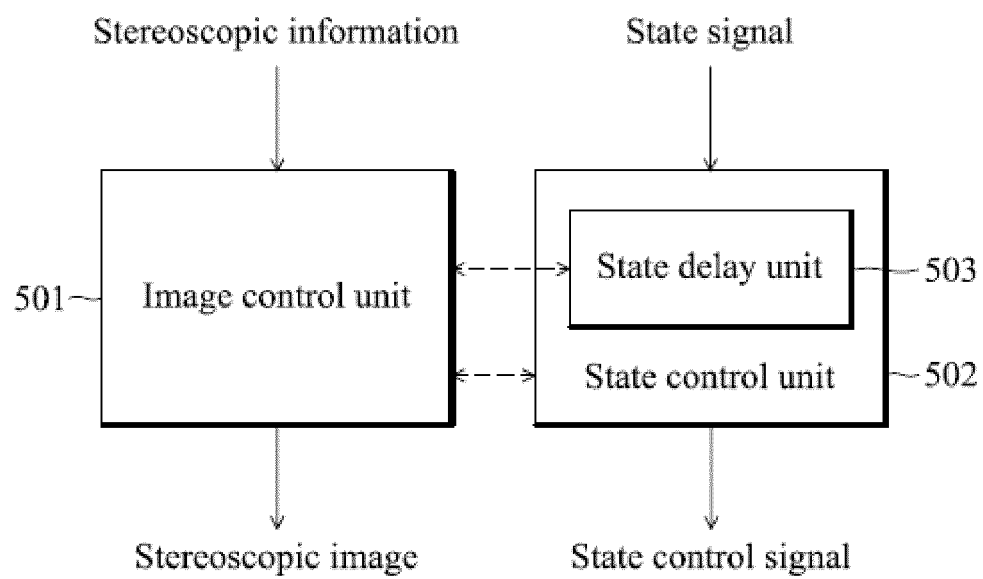 Stereoscopic information
State signal
501
Image control unit
State delay unit
503
State control unit
502
Stereoscopic image
State control signal